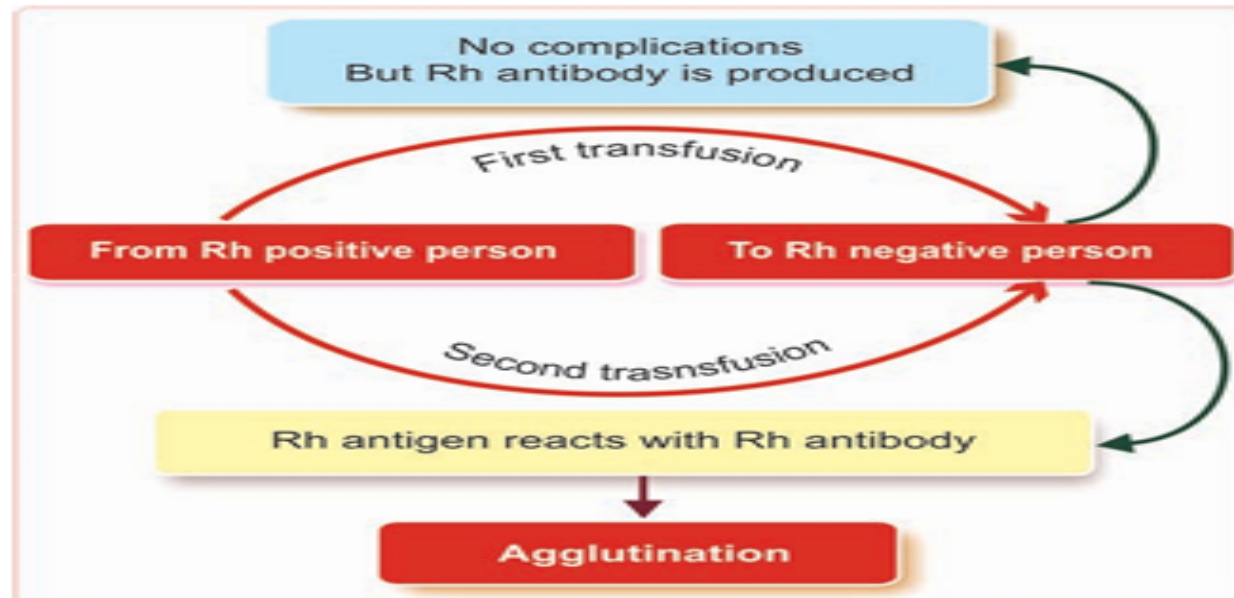 No complications
But Rh antibody is produced
First transfusion
From Rh positive person
To Rh negative person
Second trasnsfusion
Rh antigen reacts with Rh antibody
Agglutination